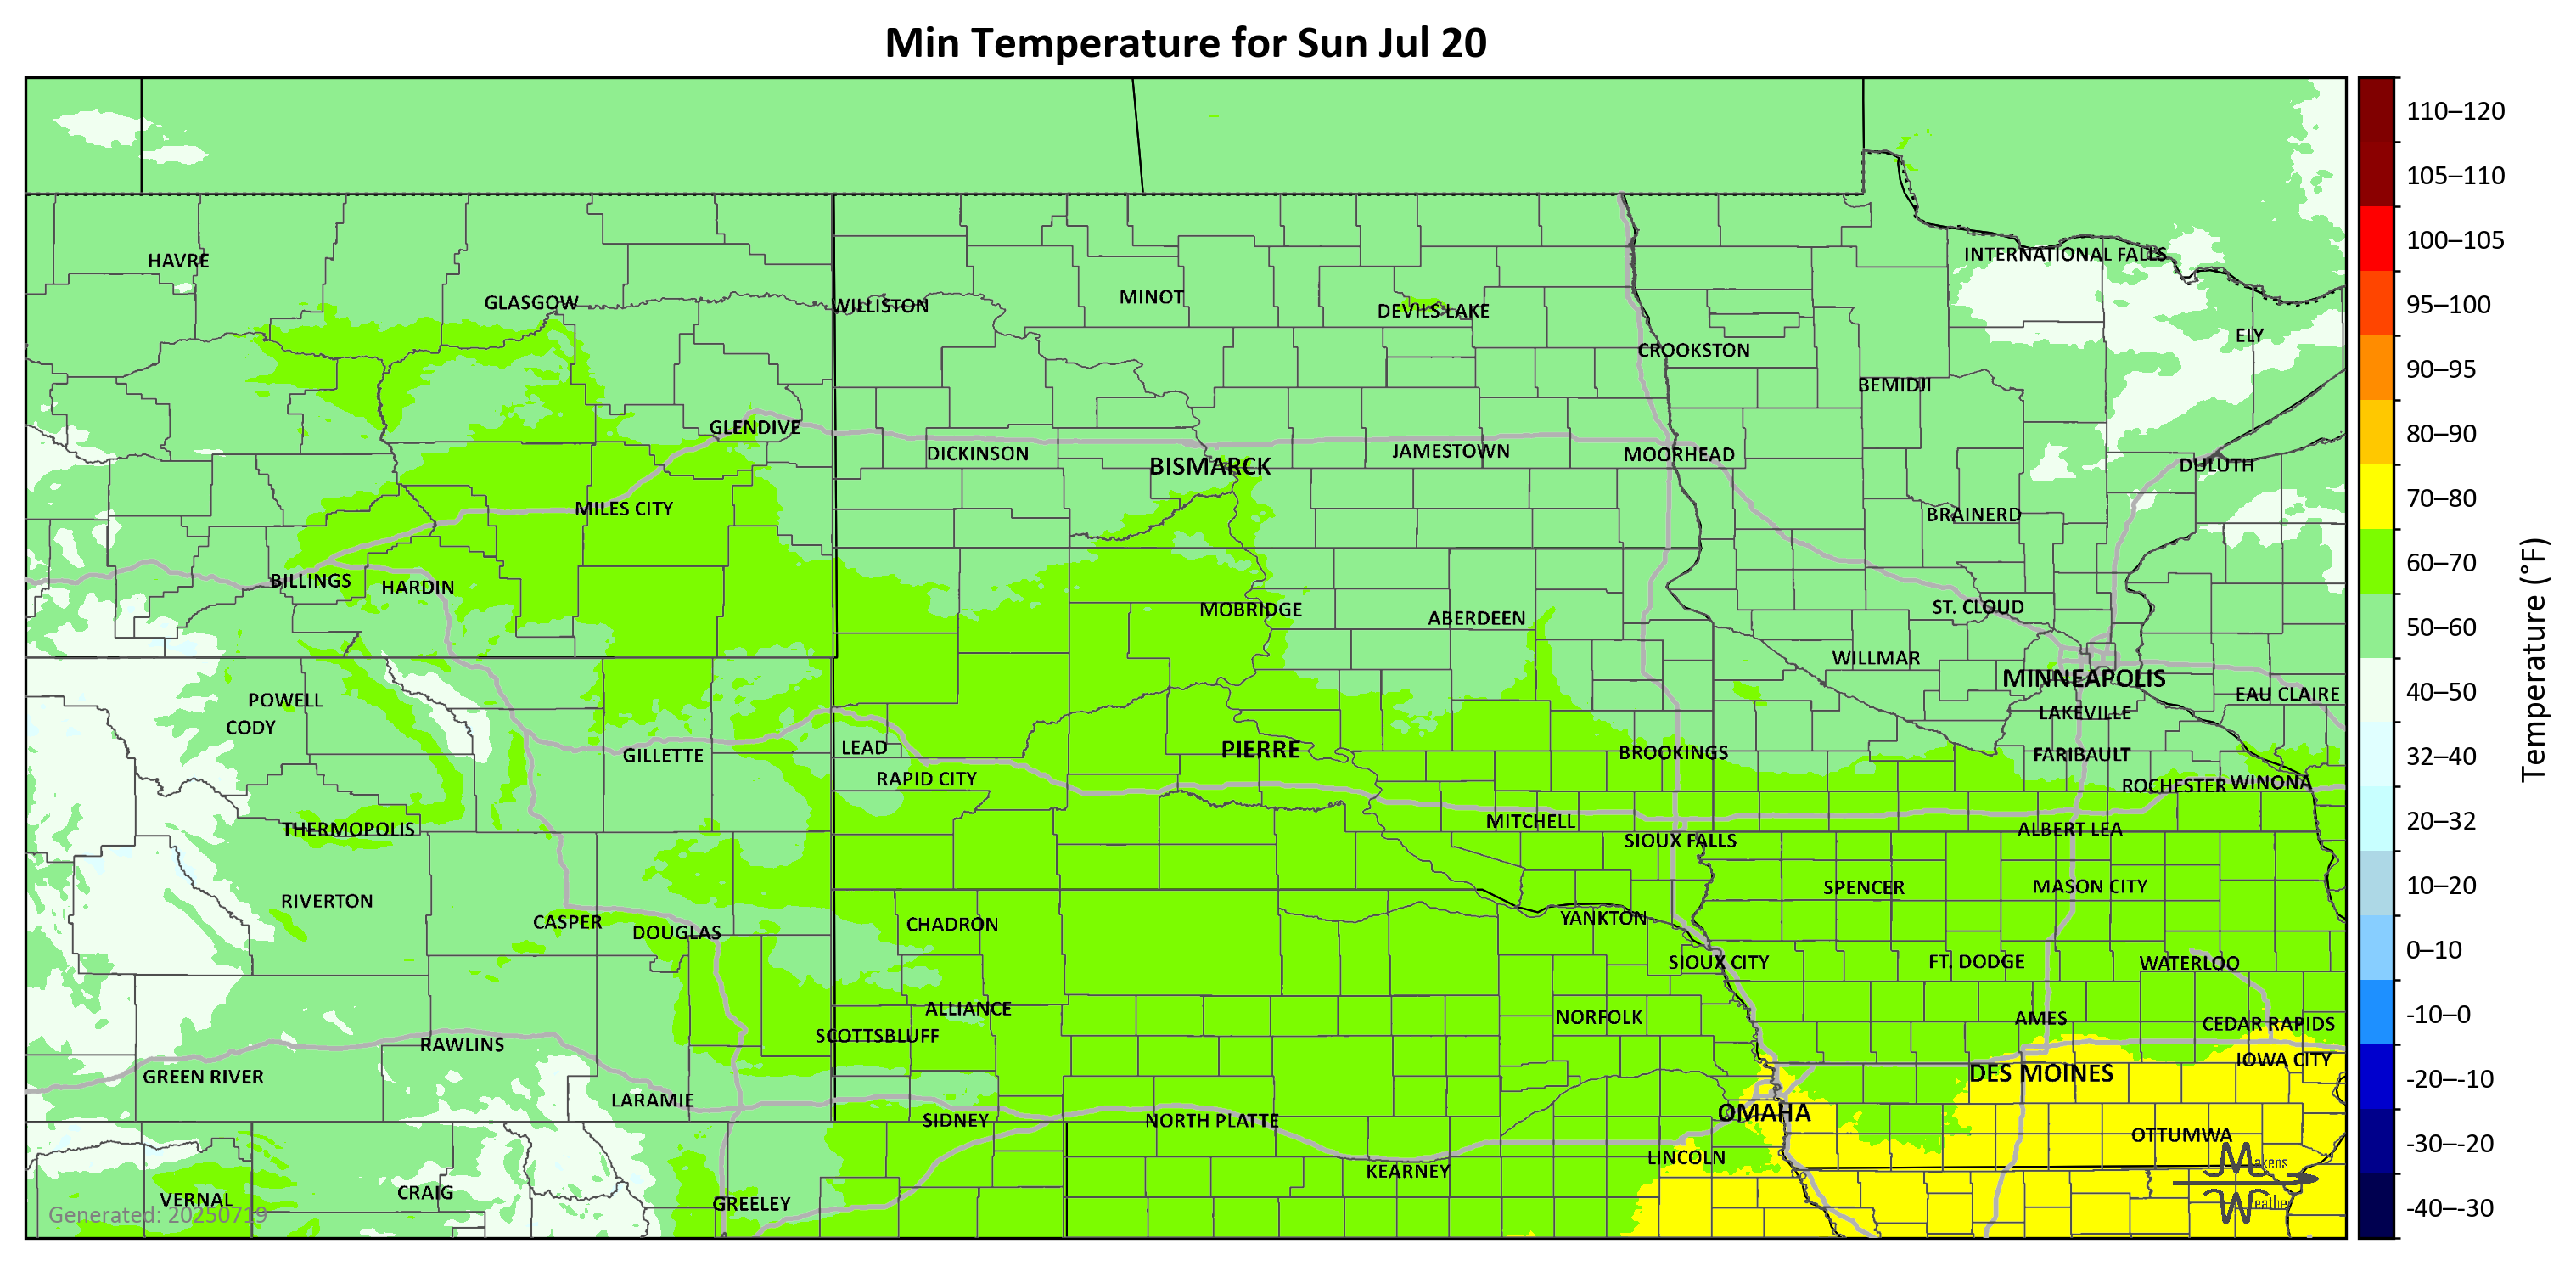 Min Temperature for Sun Jul 20
HAVRE
GLASGOW
WILLISTON
MINOT
DEVILS LAKE
CROOKSTON
INTERNATIONAL FALLS
ELY
BEMIDJI
GLENDIVE
DICKINSON
BISMARCK
JAMESTOWN
MOORHEAD
DULUTH
MILES CITY
BRAINERD
BILLINGS
HARDIN
MOBRIDGE
ABERDEEN
ST. CLOUD
WILLMAR
MINNEAPOLIS
EAU CLAIRE
POWELL
CODY
LAKEVILLE
GILLETTE
LEAD
PIERRE
BROOKINGS
FARIBAULT
RAPID CITY
ROCHESTER
WINONA
THERMOPOLIS
MITCHELL
SIOUX FALLS
ALBERT LEA
RIVERTON
SPENCER
MASON CITY
CASPER
DOUGLAS
CHADRON
YANKTON
SIOUX CITY
FT. DODGE
WATERLOO
ALLIANCE
NORFOLK
AMES
CEDAR RAPIDS
SCOTTSBLUFF
RAWLINS
IOWA CITY
GREEN RIVER
DES MOINES
LARAMIE
SIDNEY
NORTH PLATTE
OMAHA
OTTUMWA
LINCOLN
KEARNEY
VERNAL
CRAIG
GREELEY
Generated: 20250719
Makens
Weather
110–120
105–110
100–105
95–100
90–95
80–90
70–80
60–70
50–60
40–50
32–40
20–32
10–20
0–10
-10–0
-20–-10
-30–-20
-40–-30
Temperature (°F)